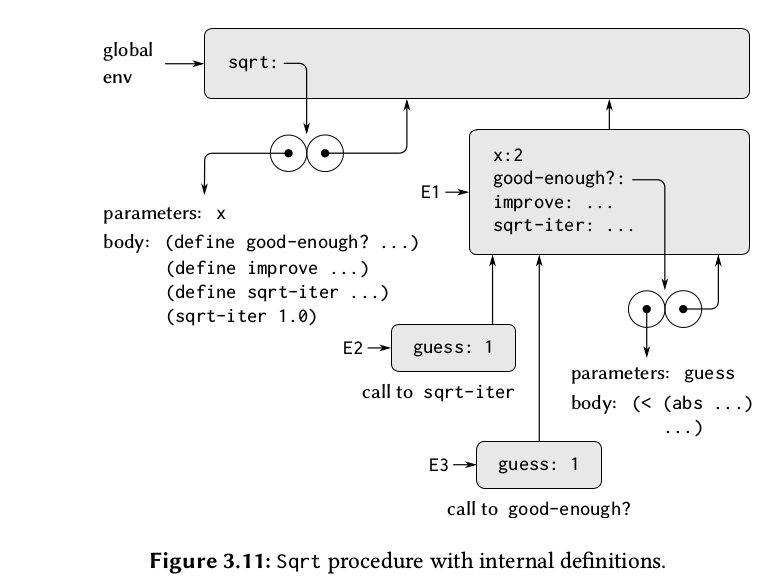 global
env
sqrt:
x:2
good-enough?:
E1
improve: ...
sqrt-iter: ...
parameters: x
body: (define good-enough? ...)
(define improve ...)
(define sqrt-iter ...)
(sqrt-iter 1.0)
E2
guess: 1
call to sqrt-iter
parameters: guess
body: (< (abs ...)
...)
E3
guess: 1
call to good-enough?
Figure 3.11: Sqrt procedure with internal definitions.